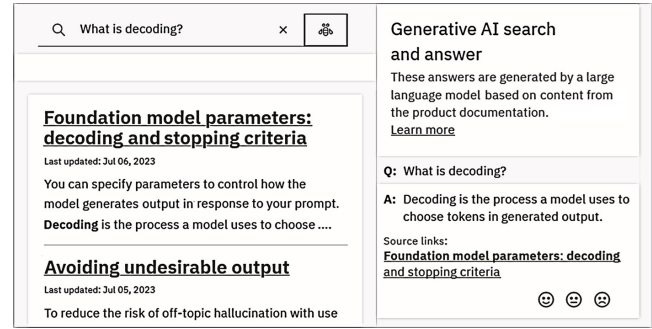 What is decoding?
Foundation model parameters:
decoding and stopping criteria
Last updated: Jul 06, 2023
You can specify parameters to control how the
model generates output in response to your prompt.
Decoding is the process a model uses to choose ....
Avoiding undesirable output
Last updated: Jul 05, 2023
To reduce the risk of off-topic hallucination with use
Generative AI search
and answer
These answers are generated by a large
language model based on content from
the product documentation.
Learn more
Q: What is decoding?
A: Decoding is the process a model uses to
choose tokens in generated output.
Source links:
Foundation model parameters: decoding
and stopping criteria